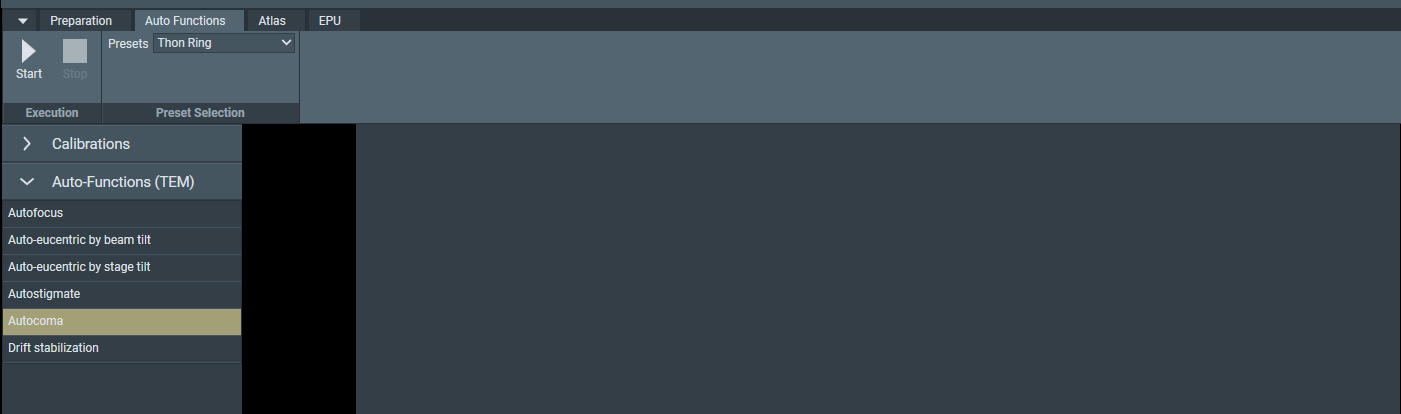 Preparation
Auto Functions
Atlas
EPU
Start
Stop
Presets
Thon Ring
Execution
Preset Selection
Calibrations
Auto-Functions (TEM)
Autofocus
Auto-eucentric by beam tilt
Auto-eucentric by stage tilt
Autostigmate
Autocoma
Drift stabilization